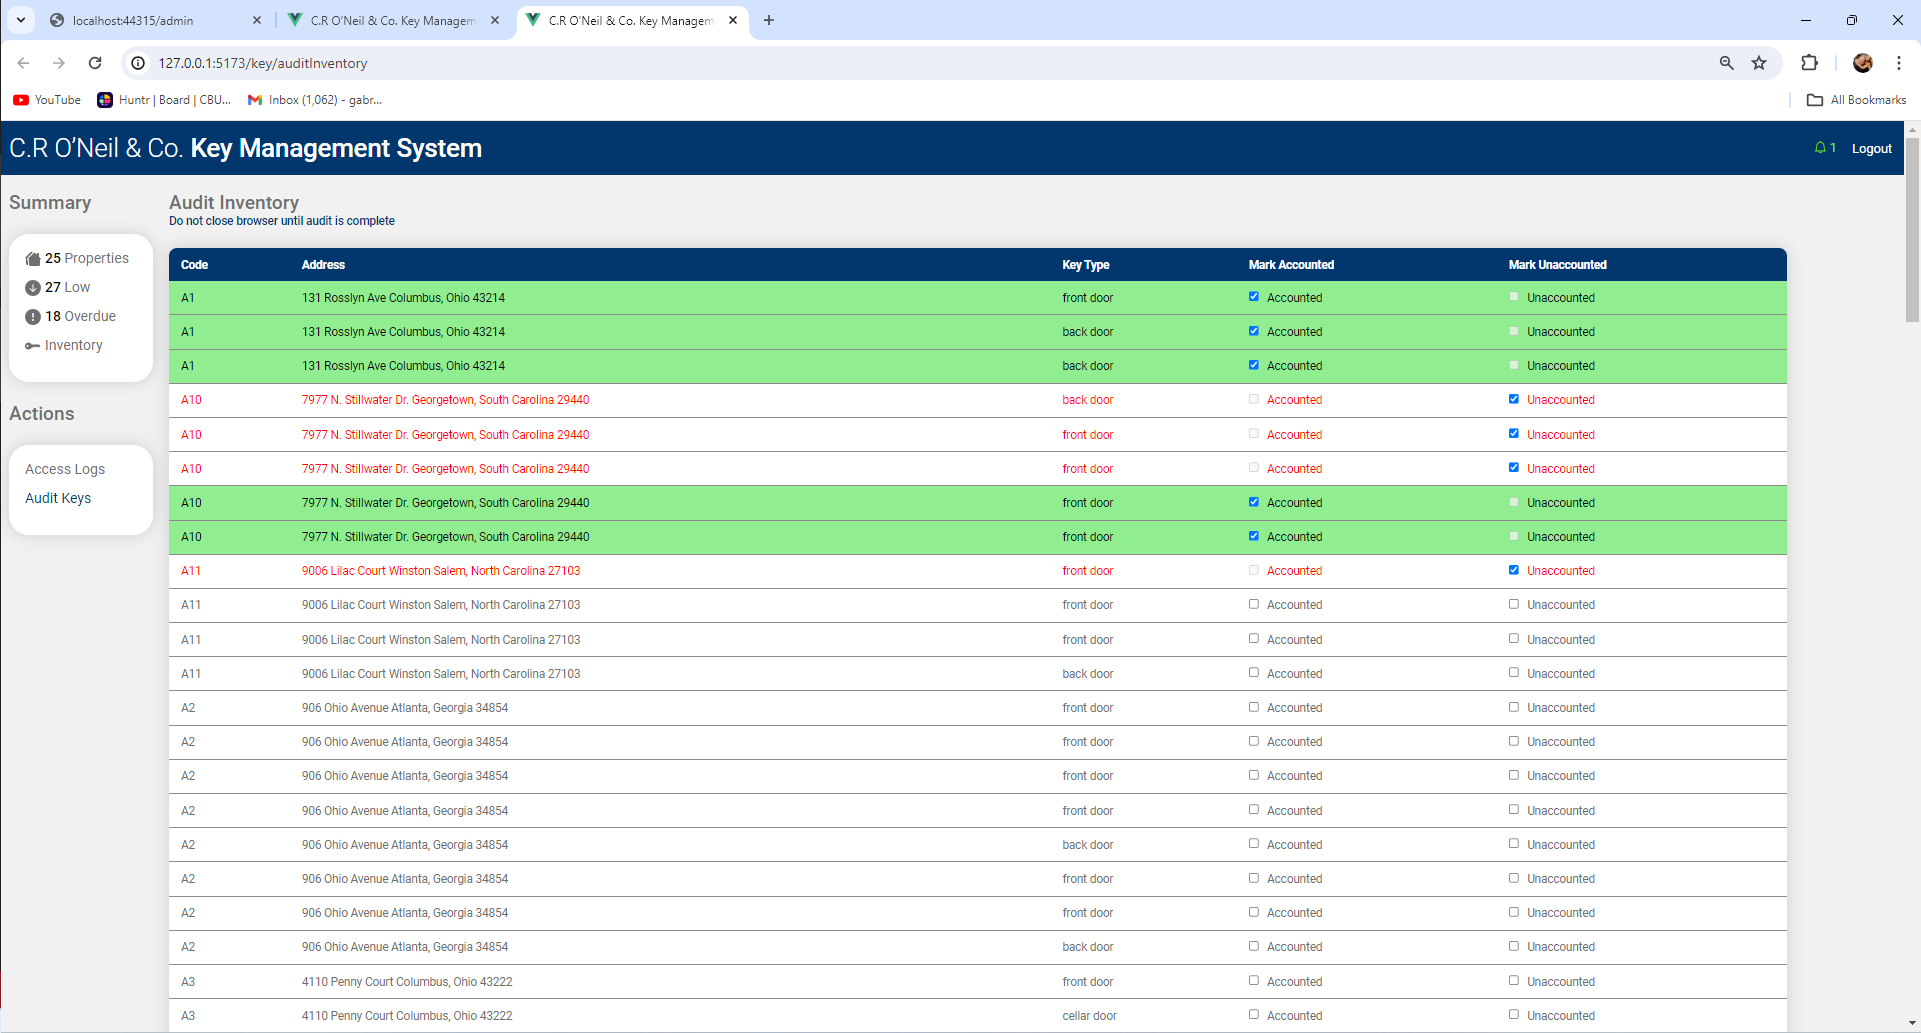 localhost:44315/admin
C.R O'Neil & Co. Key Managem
C.R O'Neil & Co. Key Managem
127.0.0.1:5173/key/auditInventory
YouTube
Huntr | Board | CBU...
Inbox (1,062) - gabr...
All Bookmarks
C.R O'Neil & Co. Key Management System
1
Logout
Summary
25 Properties
27 Low
18 Overdue
Inventory
Actions
Access Logs
Audit Keys
Audit Inventory
Do not close browser until audit is complete
Code Address Key Type Mark Accounted Mark Unaccounted
A1 131 Rosslyn Ave Columbus, Ohio 43214 front door Accounted Unaccounted
A1 131 Rosslyn Ave Columbus, Ohio 43214 back door Accounted Unaccounted
A1 131 Rosslyn Ave Columbus, Ohio 43214 back door Accounted Unaccounted
A10 7977 N. Stillwater Dr. Georgetown, South Carolina 29440 back door Accounted Unaccounted
A10 7977 N. Stillwater Dr. Georgetown, South Carolina 29440 front door Accounted Unaccounted
A10 7977 N. Stillwater Dr. Georgetown, South Carolina 29440 front door Accounted Unaccounted
A10 7977 N. Stillwater Dr. Georgetown, South Carolina 29440 front door Accounted Unaccounted
A10 7977 N. Stillwater Dr. Georgetown, South Carolina 29440 front door Accounted Unaccounted
A11 9006 Lilac Court Winston Salem, North Carolina 27103 front door Accounted Unaccounted
A11 9006 Lilac Court Winston Salem, North Carolina 27103 front door Accounted Unaccounted
A11 9006 Lilac Court Winston Salem, North Carolina 27103 front door Accounted Unaccounted
A11 9006 Lilac Court Winston Salem, North Carolina 27103 back door Accounted Unaccounted
A2 906 Ohio Avenue Atlanta, Georgia 34854 front door Accounted Unaccounted
A2 906 Ohio Avenue Atlanta, Georgia 34854 front door Accounted Unaccounted
A2 906 Ohio Avenue Atlanta, Georgia 34854 front door Accounted Unaccounted
A2 906 Ohio Avenue Atlanta, Georgia 34854 front door Accounted Unaccounted
A2 906 Ohio Avenue Atlanta, Georgia 34854 back door Accounted Unaccounted
A2 906 Ohio Avenue Atlanta, Georgia 34854 front door Accounted Unaccounted
A2 906 Ohio Avenue Atlanta, Georgia 34854 front door Accounted Unaccounted
A2 906 Ohio Avenue Atlanta, Georgia 34854 back door Accounted Unaccounted
A3 4110 Penny Court Columbus, Ohio 43222 front door Accounted Unaccounted
A3 4110 Penny Court Columbus, Ohio 43222 cellar door Accounted Unaccounted